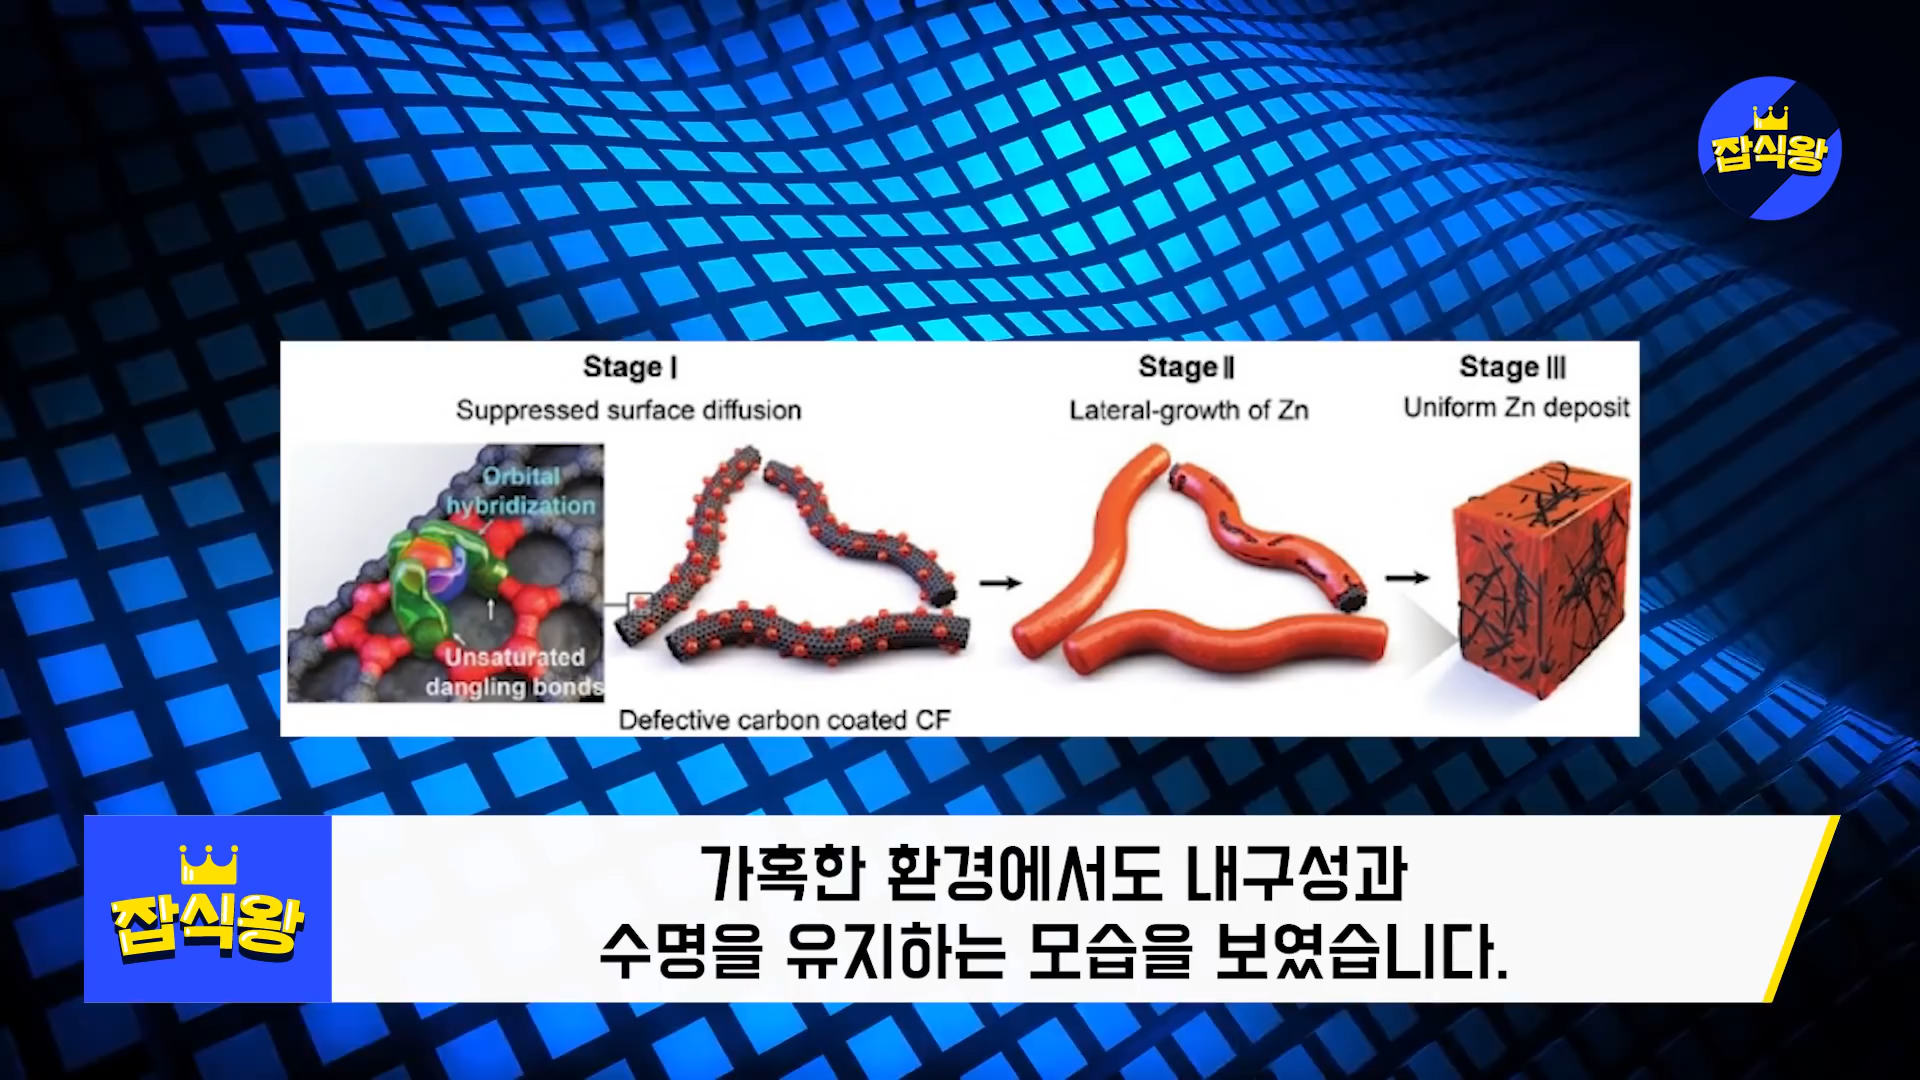 잡식왕
Stage Ⅰ
Suppressed surface diffusion
Stage Ⅱ
Lateral-growth of Zn
Stage Ⅲ
Uniform Zn deposit
Orbital
hybridization
Unsaturated
dangling bonds
Defective carbon coated CF
잡식왕
가혹한 환경에서도 내구성과
수명을 유지하는 모습을 보였습니다.